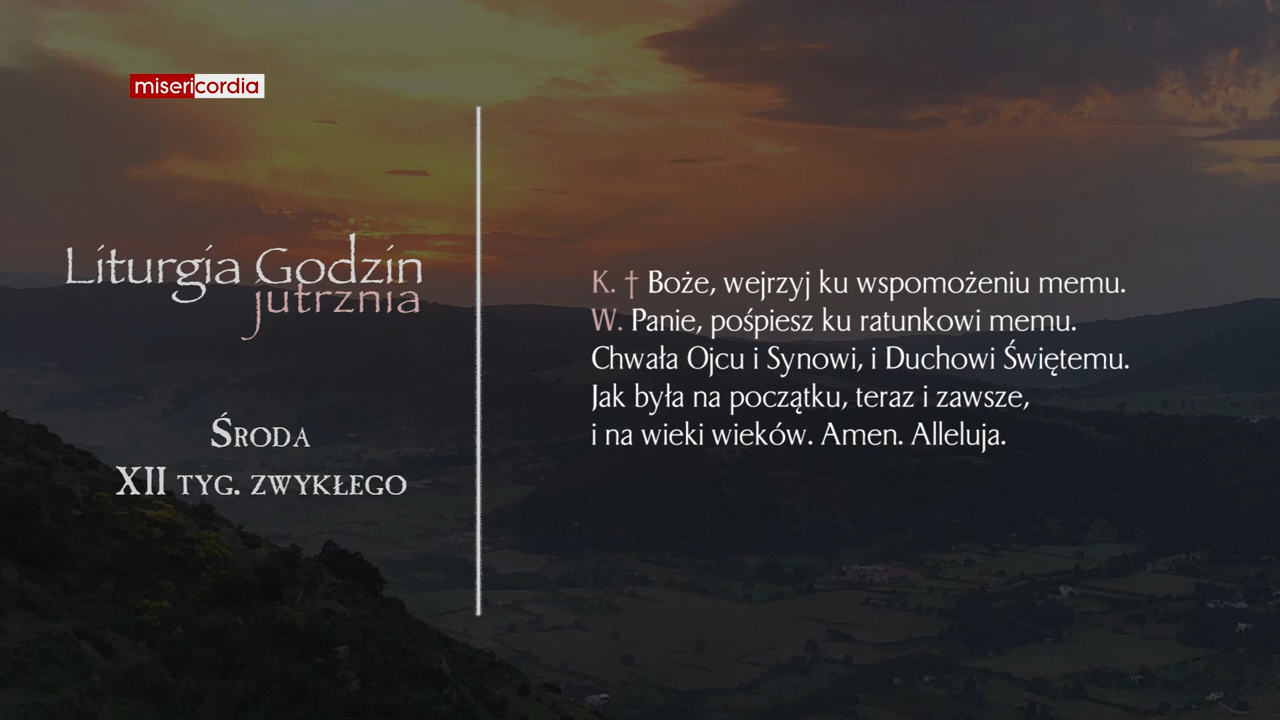 misericordia
Liturgia Godzin
jutrznia
Środa
XII tyg. zwykłego
K. † Boże, wejrzyj ku wspomożeniu memu.
W. Panie, pośpiesz ku ratunkowi memu.
Chwała Ojcu i Synowi, i Duchowi Świętemu.
Jak była na początku, teraz i zawsze,
i na wieki wieków. Amen. Alleluja.